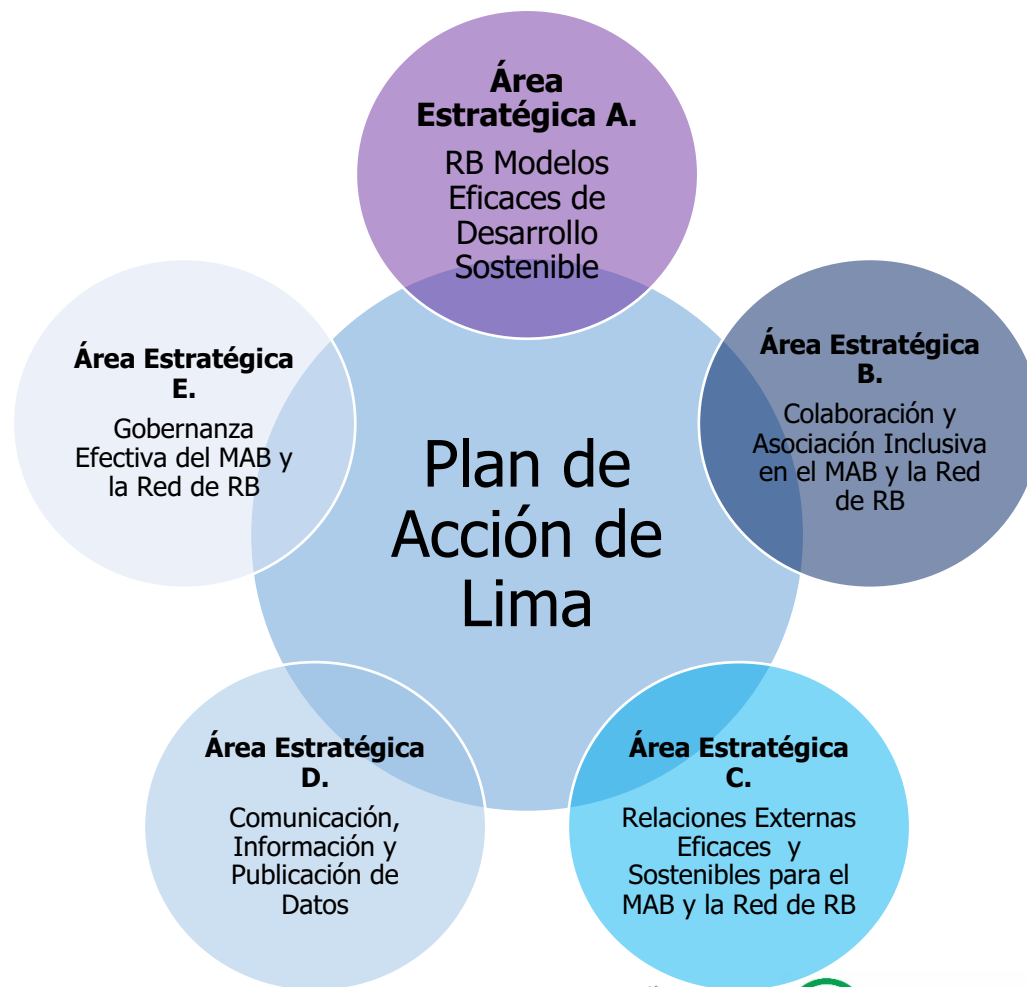 Área
Estratégica A.
RB Modelos
Eficaces de
Desarrollo
Sostenible
Área Estratégica
E.
Gobernanza
Efectiva del MAB y
la Red de RB
Área Estratégica
B.
Colaboración y
Asociación Inclusiva
en el MAB y la Red
de RB
Plan de
Acción de
Lima
Área Estratégica
D.
Comunicación,
Información y
Publicación de
Datos
Área Estratégica
C.
Relaciones Externas
Eficaces y
Sostenibles para el
MAB y la Red de RB